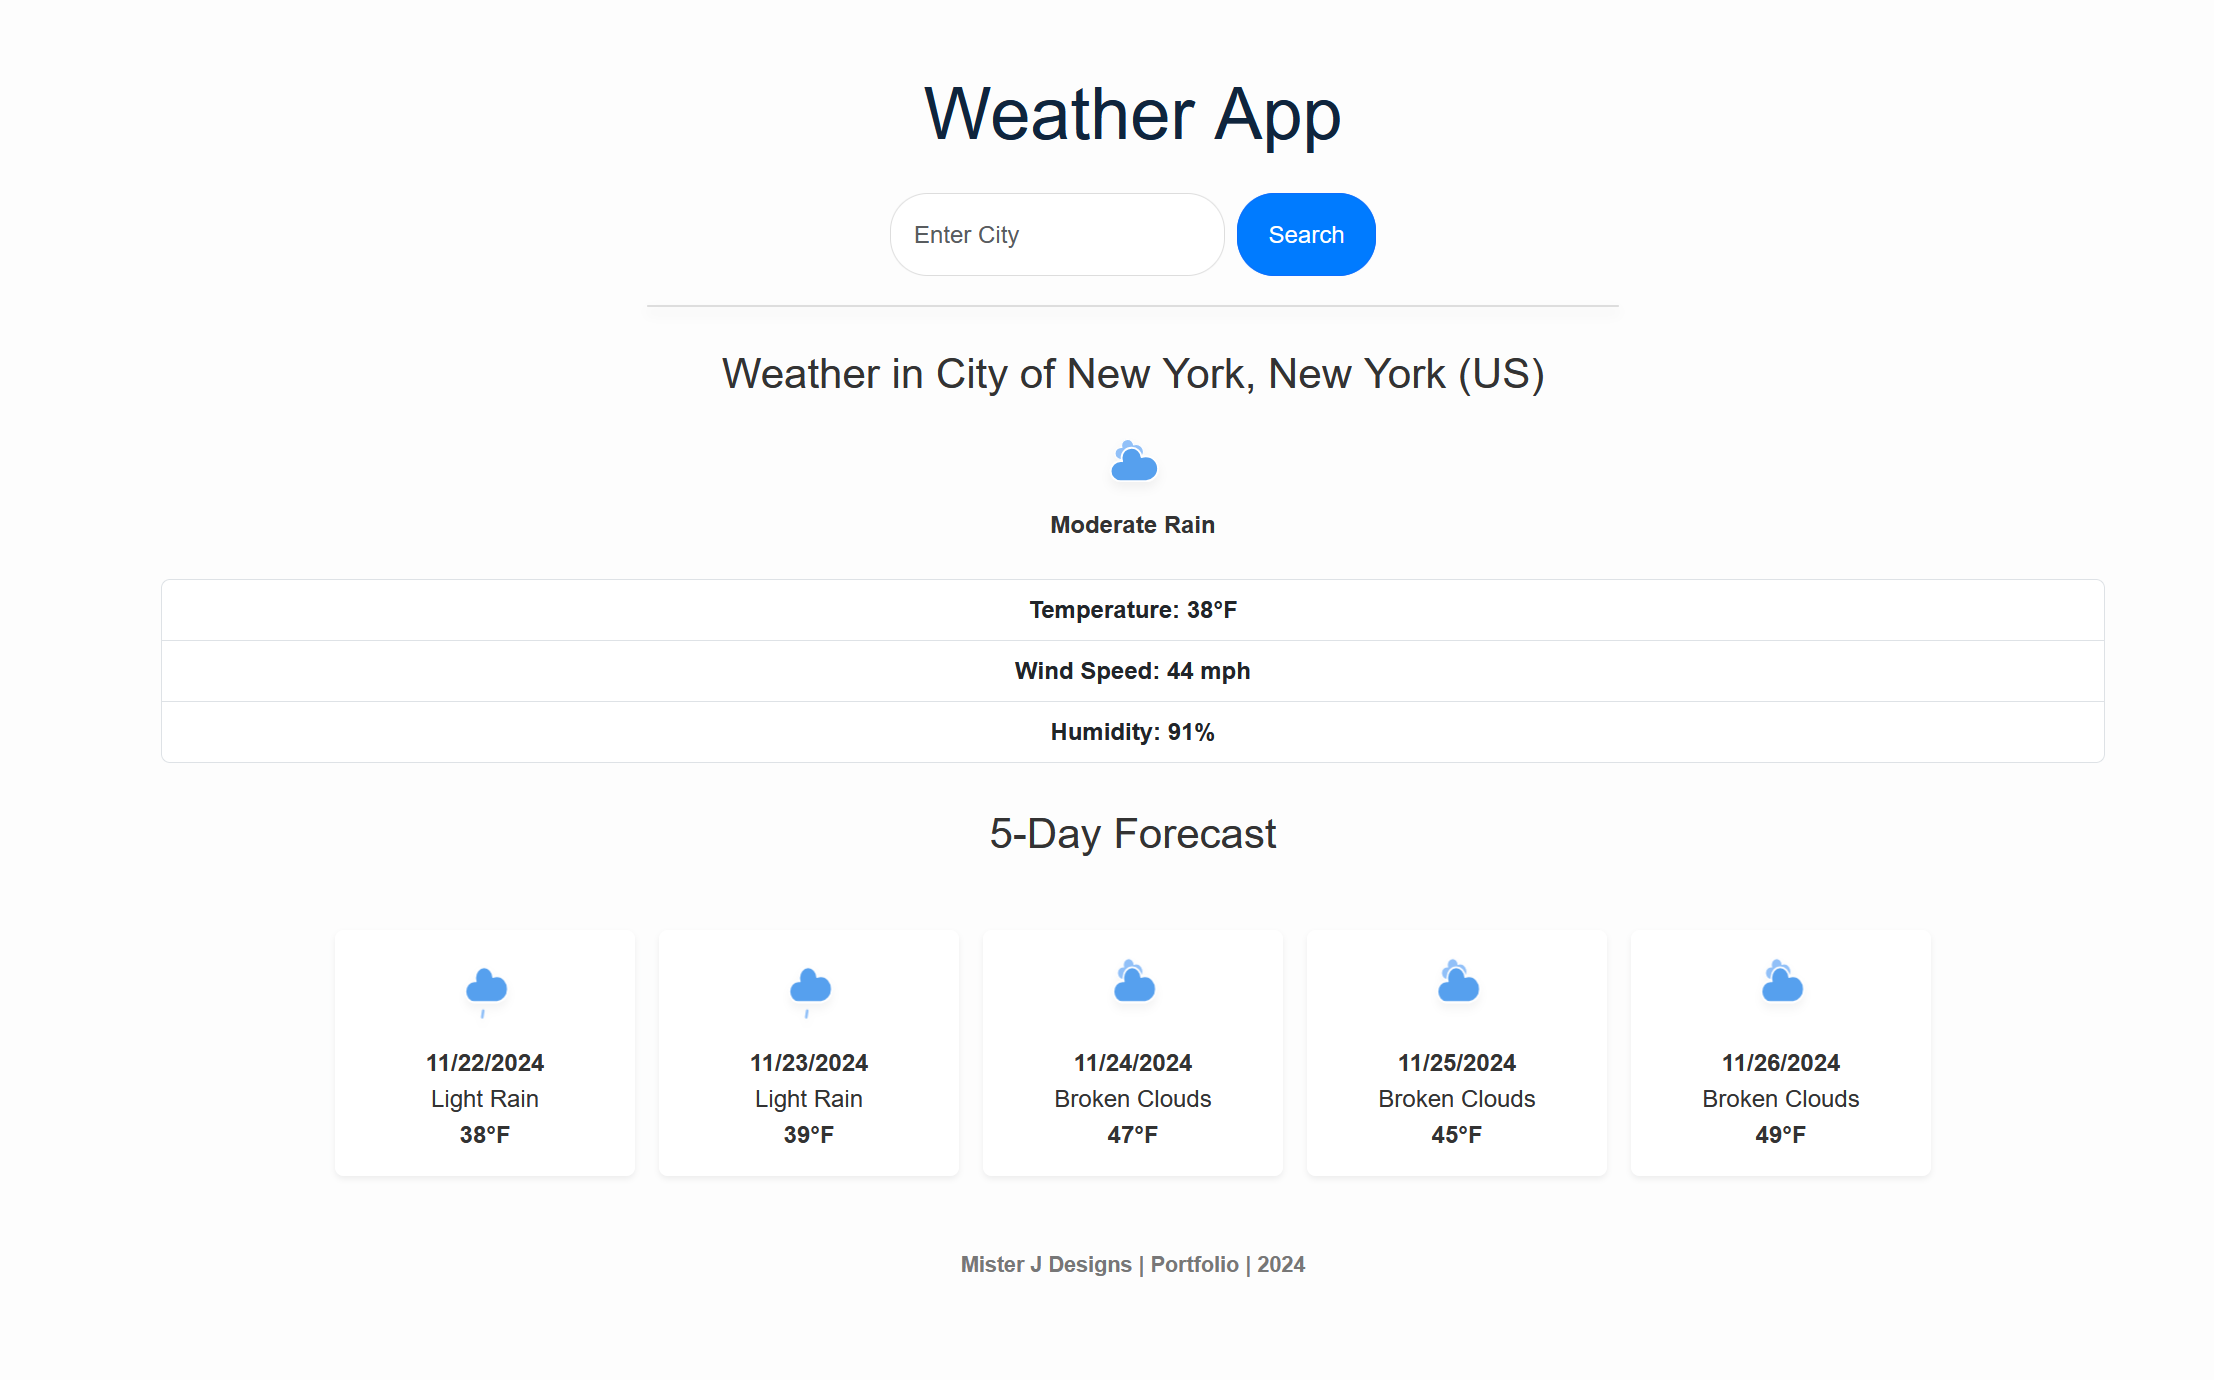 Weather App
Enter City
Search
Weather in City of New York, New York (US)
Moderate Rain
Temperature: 38°F
Wind Speed: 44 mph
Humidity: 91%
5-Day Forecast
11/22/2024
Light Rain
38°F
11/23/2024
Light Rain
39°F
11/24/2024
Broken Clouds
47°F
11/25/2024
Broken Clouds
45°F
11/26/2024
Broken Clouds
49°F
Mister J Designs | Portfolio | 2024